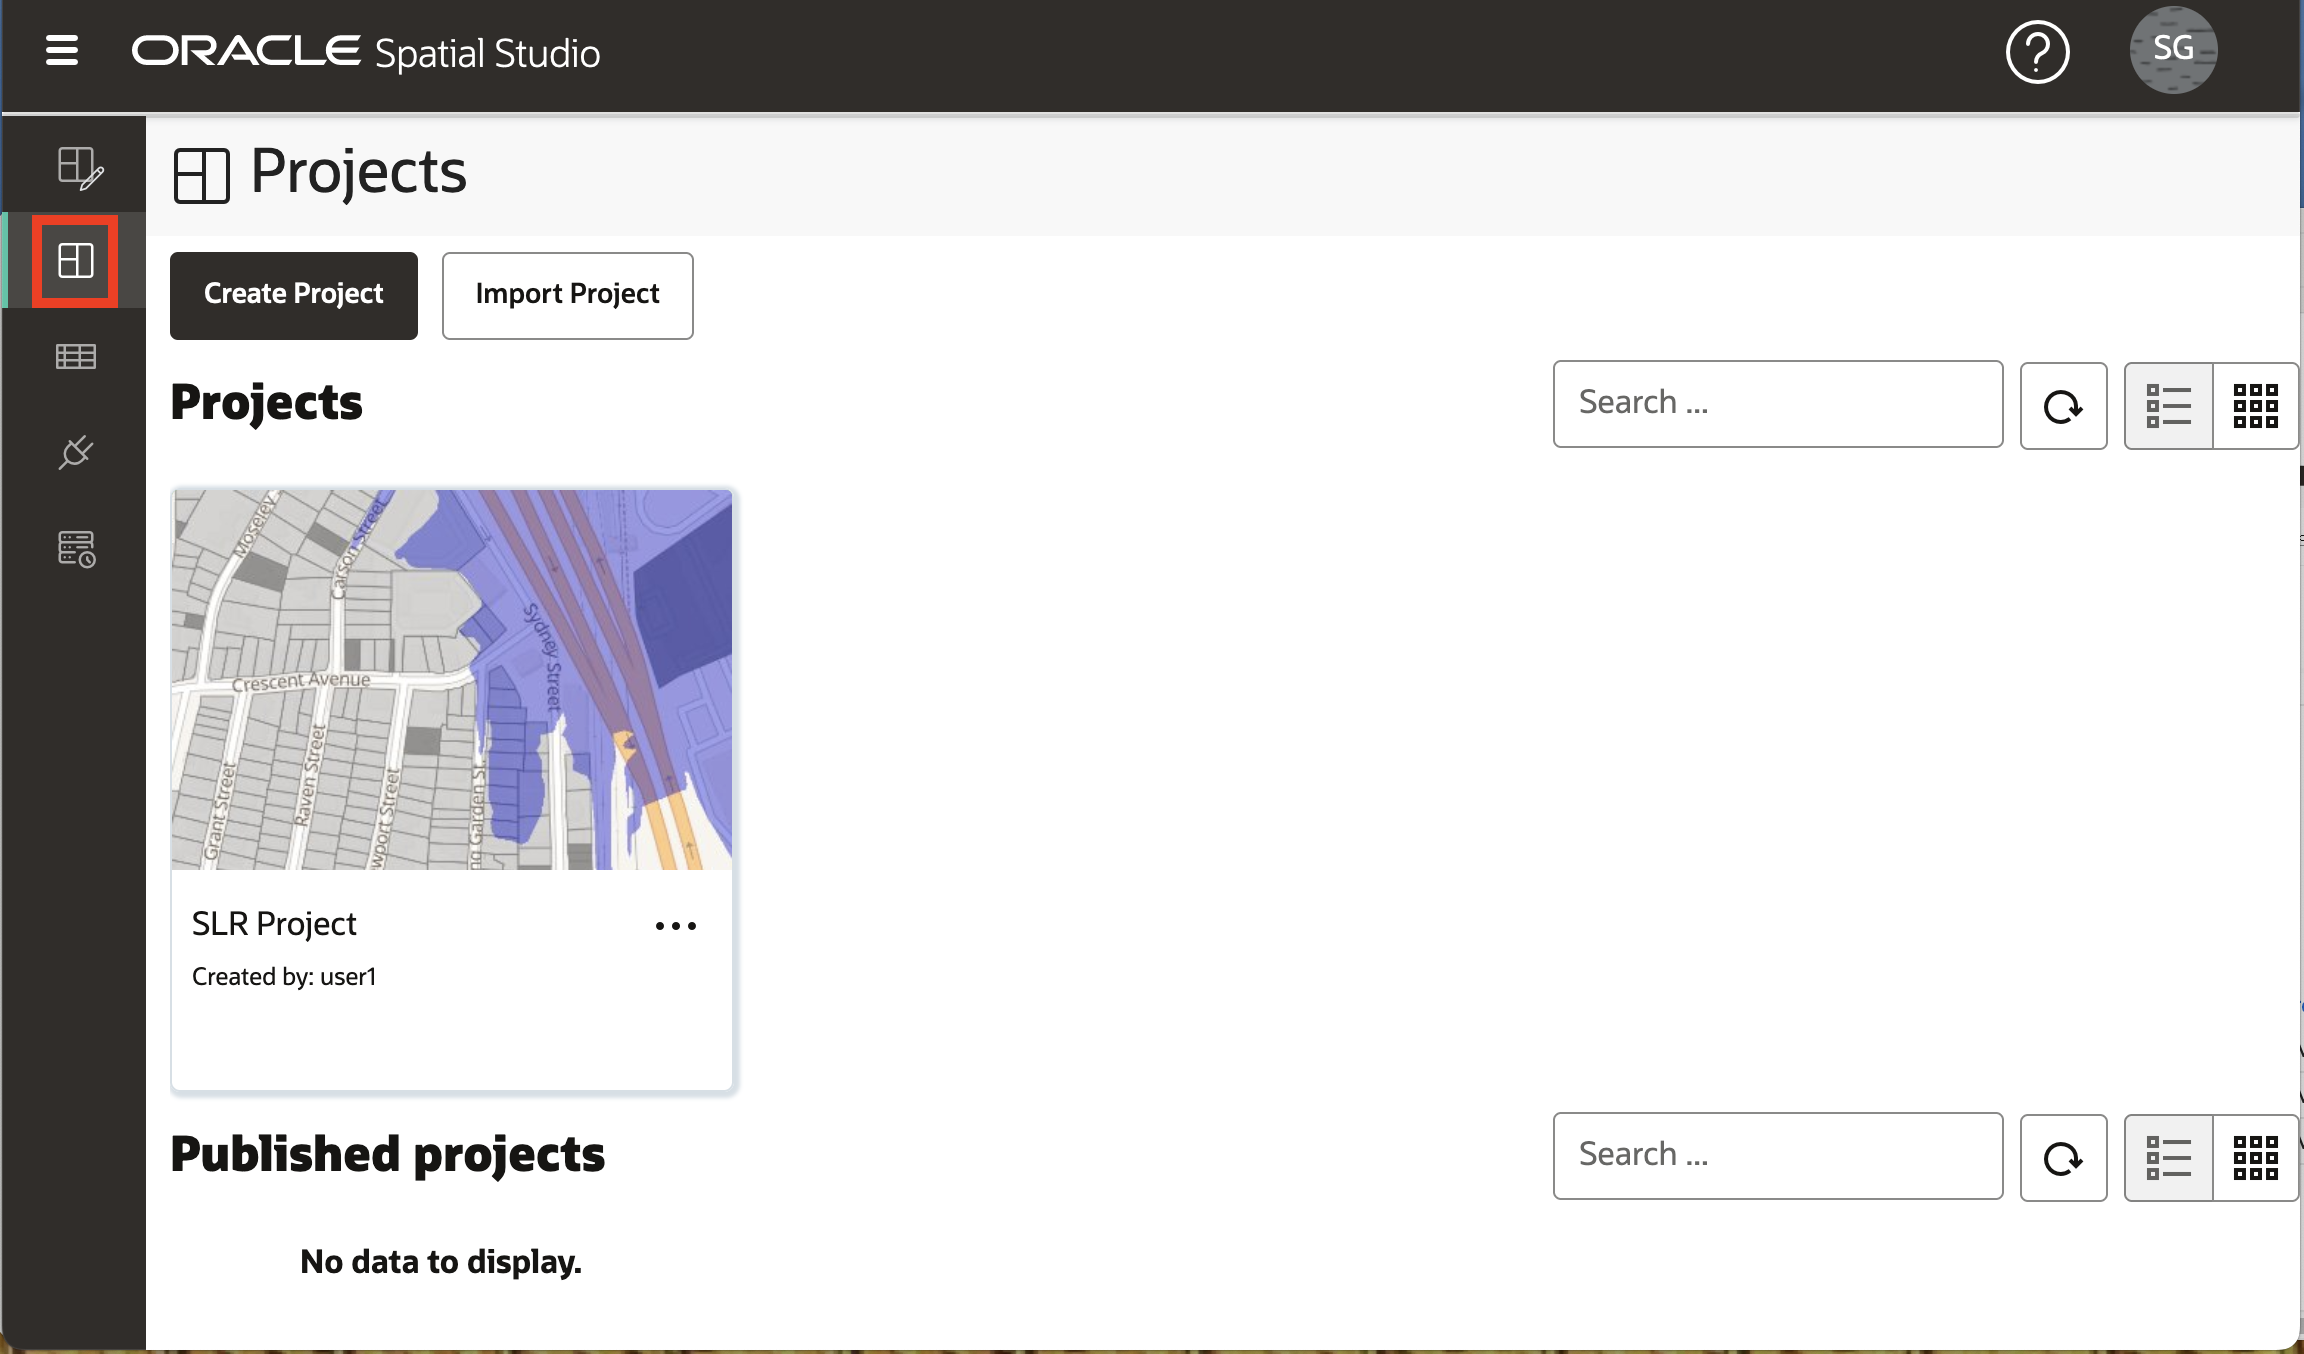 ORACLE Spatial Studio
SG
Projects
Create Project
Import Project
Projects
Search ...
Moseley
Carson Street
Sydney Street
Crescent Avenue
Grant Street
Raven Street
wport Street
Garden St.
SLR Project
Created by: user1
Published projects
Search ...
No data to display.